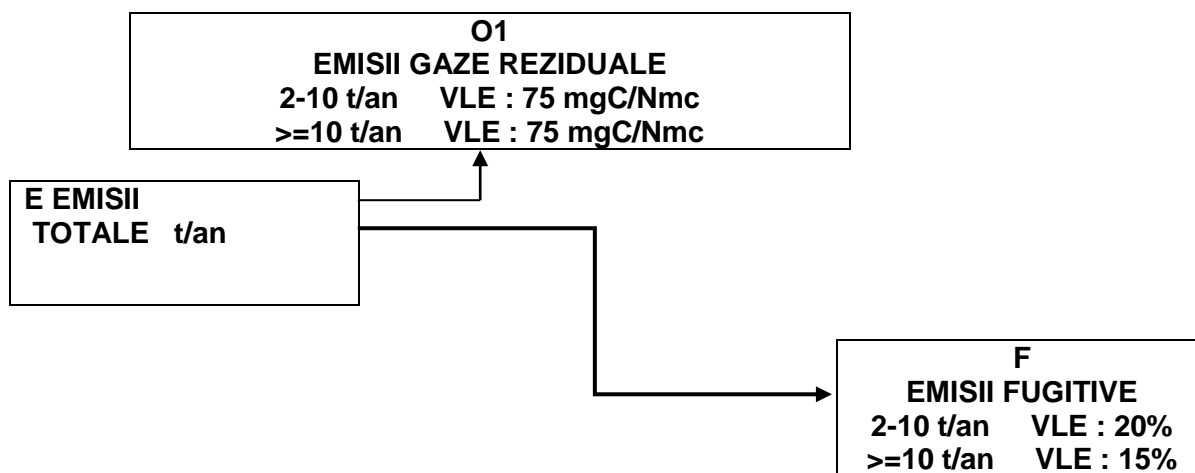 O1
EMISII GAZE REZIDUALE
2-10 t/an VLE : 75 mgC/Nmc
>=10 t/an VLE : 75 mgC/Nmc
E EMISII
TOTALE t/an
F
EMISII FUGITIVE
2-10 t/an VLE : 20%
>=10 t/an VLE : 15%